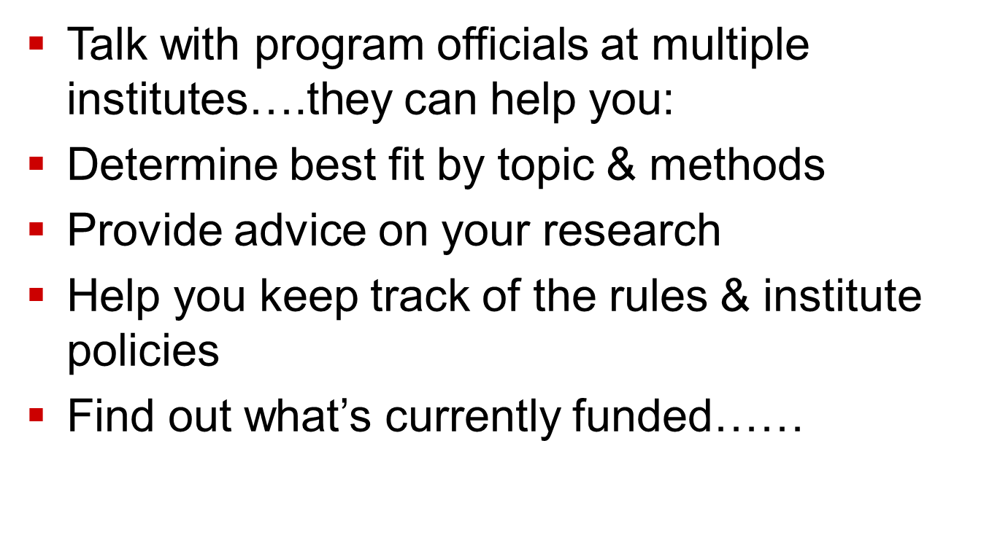 ▪ Talk with program officials at multiple
institutes….they can help you:
▪ Determine best fit by topic & methods
▪ Provide advice on your research
▪ Help you keep track of the rules & institute
policies
▪ Find out what’s currently funded……